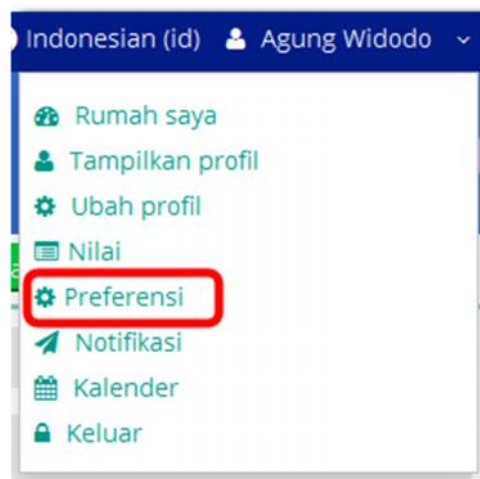 Indonesian (id) Agung Widodo
Rumah saya
Tampilkan profil
Ubah profil
Nilai
Preferensi
Notifikasi
Kalender
Keluar